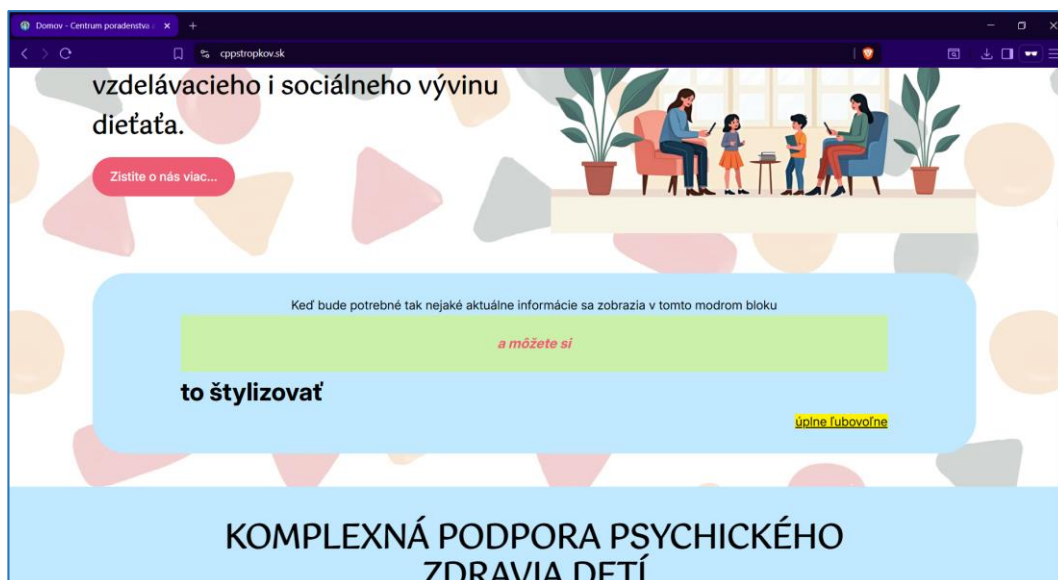 Domov - Centrum poradenstva
cppstropkov.sk
vzdelávacieho i sociálneho vývinu
dieťaťa.
Zistite o nás viac...
Keď bude potrebné tak nejaké aktuálne informácie sa zobrazia v tomto modrom bloku
a môžete si
to štylizovať
úplne ľubovoľne
KOMPLEXNÁ PODPORA PSYCHICKÉHO
ZDRAVIA DETÍ